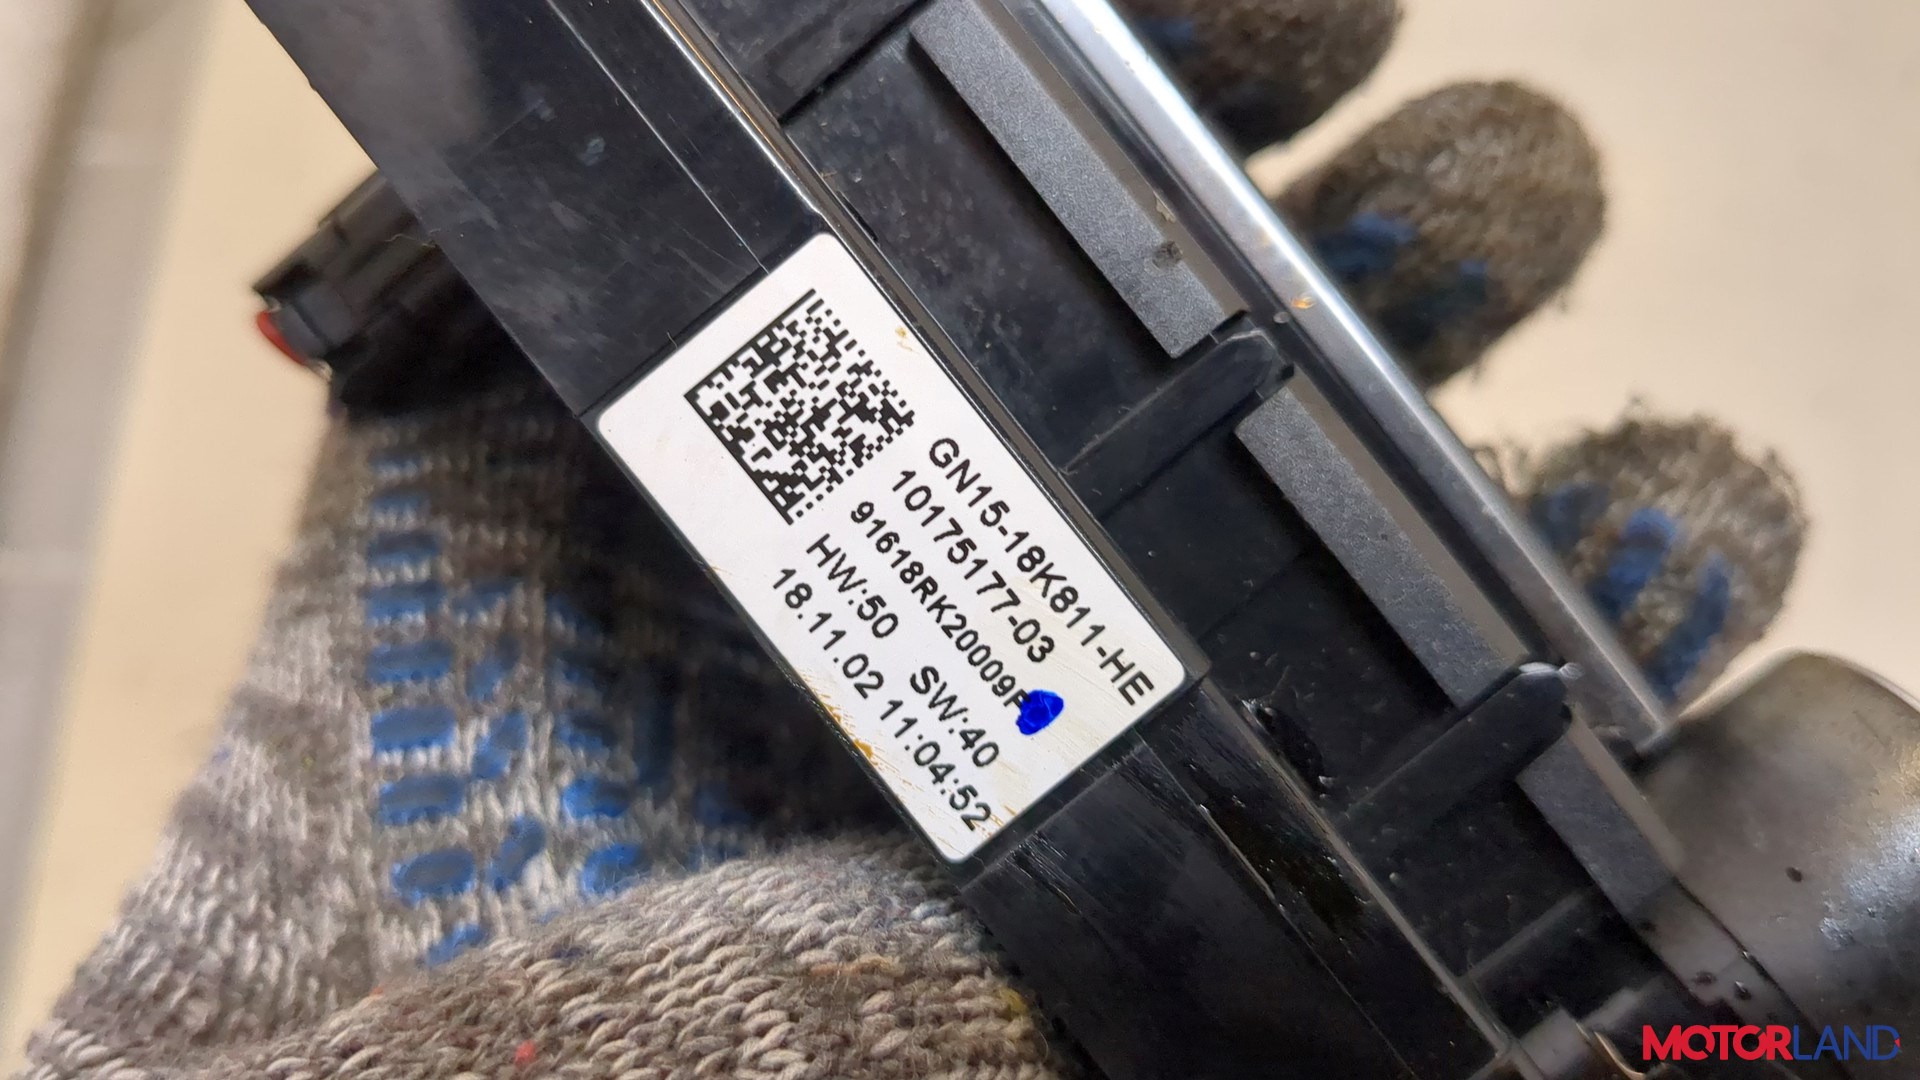 GN15-18K811-HE
10175177-03
91618RK20009
HW:50 SW:40
18.11.02 11:04:52
MOTORLAND